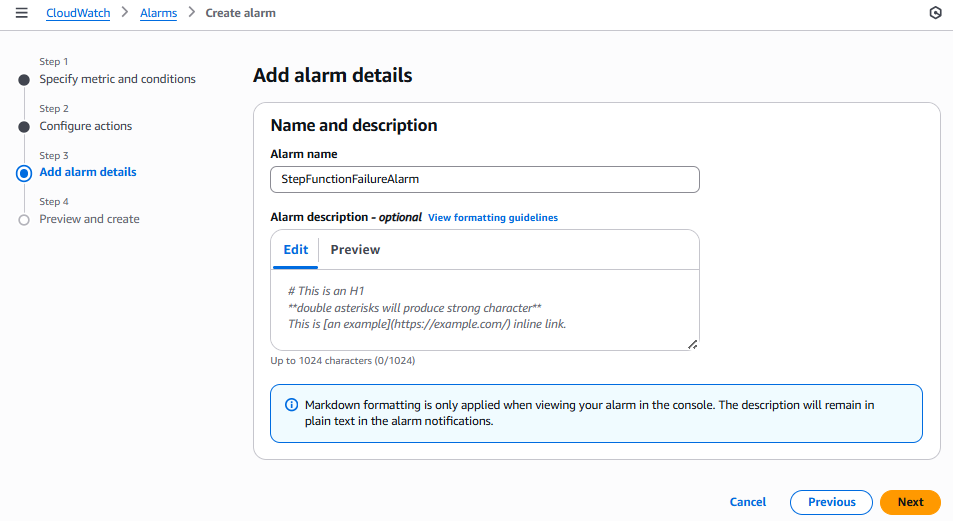 CloudWatch > Alarms > Create alarm
Step 1
Specify metric and conditions
Step 2
Configure actions
Step 3
Add alarm details
Step 4
Preview and create
Add alarm details
Name and description
Alarm name
StepFunctionFailureAlarm
Alarm description - optional View formatting guidelines
Edit Preview
# This is an H1
**double asterisks will produce strong character**
This is [an example](https://example.com/) inline link.
Up to 1024 characters (0/1024)
Markdown formatting is only applied when viewing your alarm in the console. The description will remain in
plain text in the alarm notifications.
Cancel Previous Next